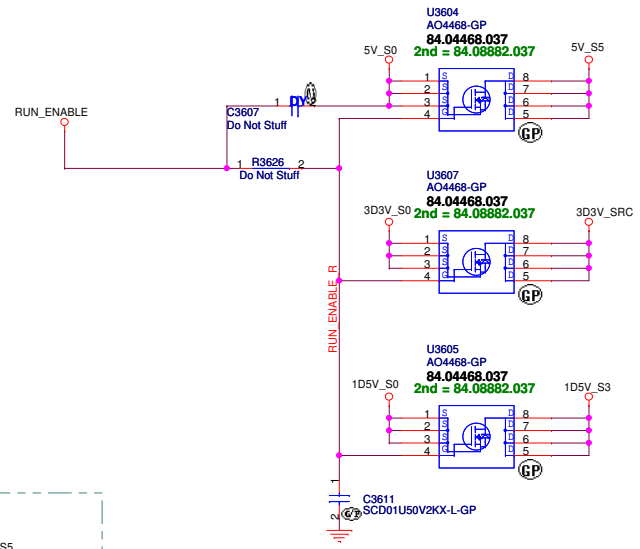 U3604
AO4468-GP
84.04468.037
2nd = 84.08882.037
5V_S0
5V_S5
1 S D 8
2 S D 7
3 S D 6
4 G D 5
GP
RUN_ENABLE
1 DY 2
C3607
Do Not Stuff
1 R3626 2
Do Not Stuff
U3607
AO4468-GP
84.04468.037
2nd = 84.08882.037
3D3V_S0
3D3V_SRC
1 S D 8
2 S D 7
3 S D 6
4 G D 5
GP
RUN_ENABLE_R
U3605
AO4468-GP
84.04468.037
2nd = 84.08882.037
1D5V_S0
1D5V_S3
1 S D 8
2 S D 7
3 S D 6
4 G D 5
GP
1
C3611
SCD01U50V2KX-L-GP
2
GP
S5